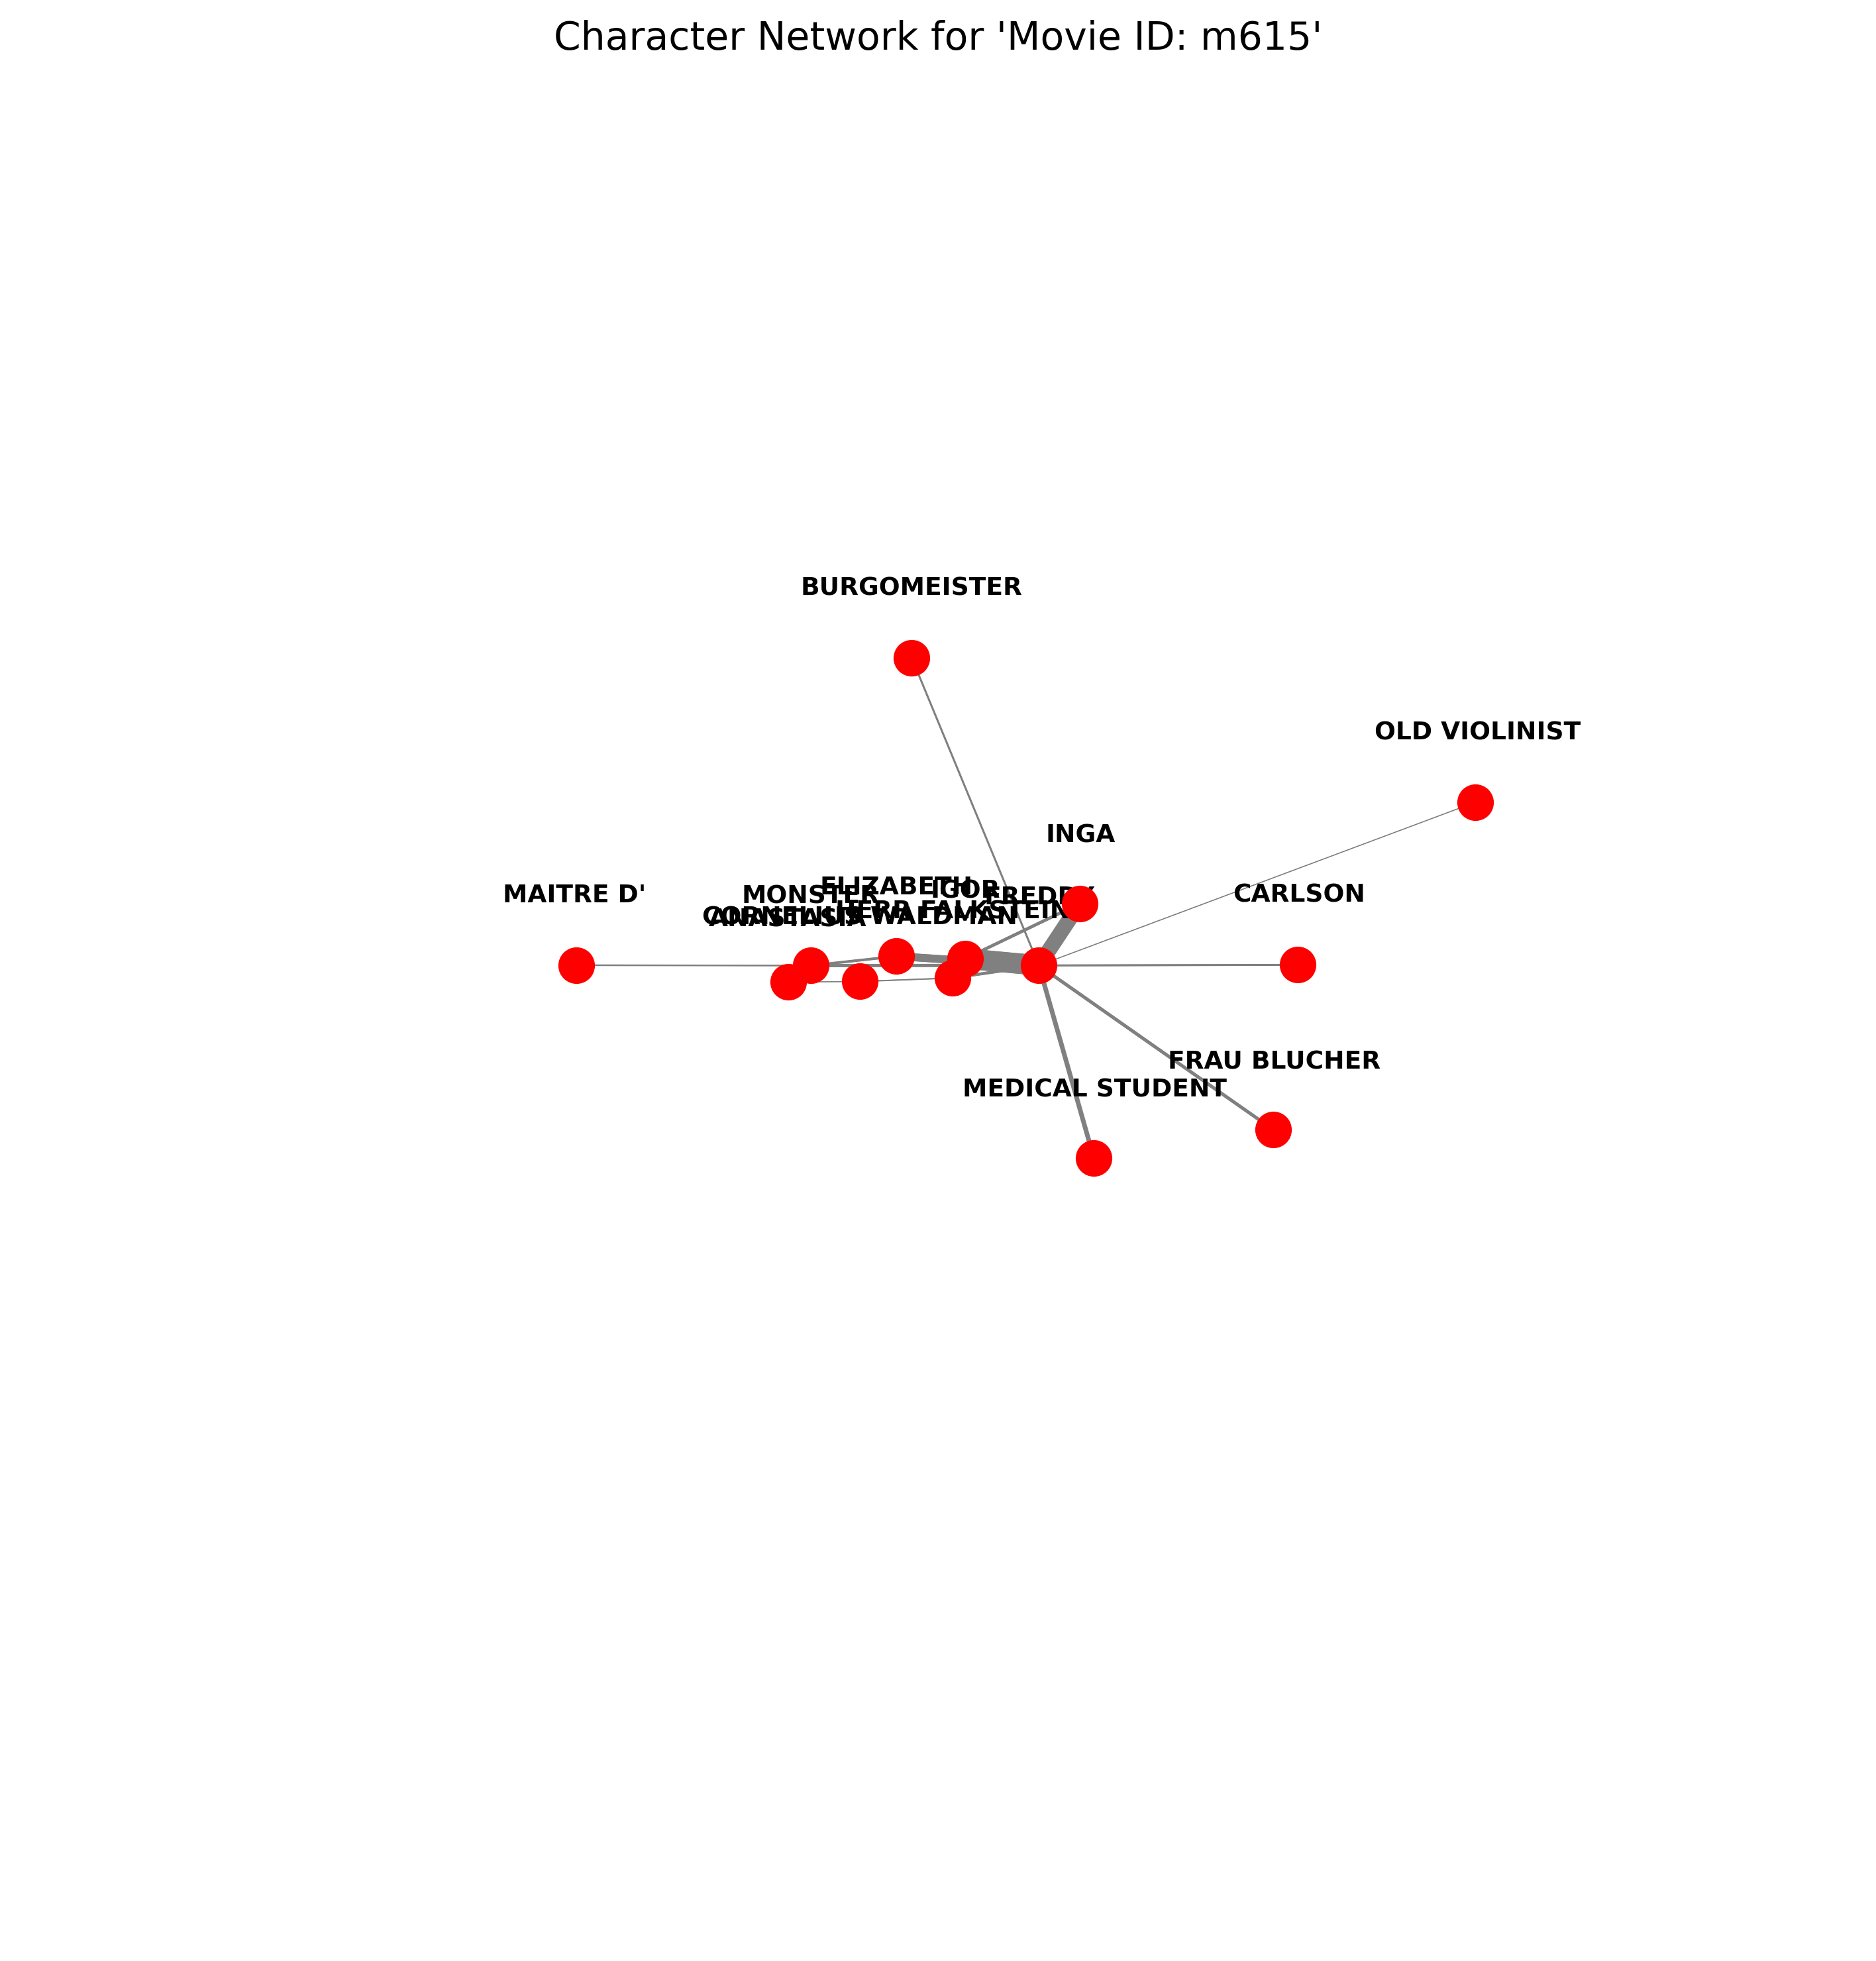 Character Network for 'Movie ID: m615'
BURGOMEISTER
OLD VIOLINIST
INGA
MAITRE D'
MONSTER
ELIZABETH
IGOR
FREDDY
CARLSON
CORNELIUS WALDMAN
ANASTASIA
HERR FALKSTEIN
FRAU BLUCHER
MEDICAL STUDENT